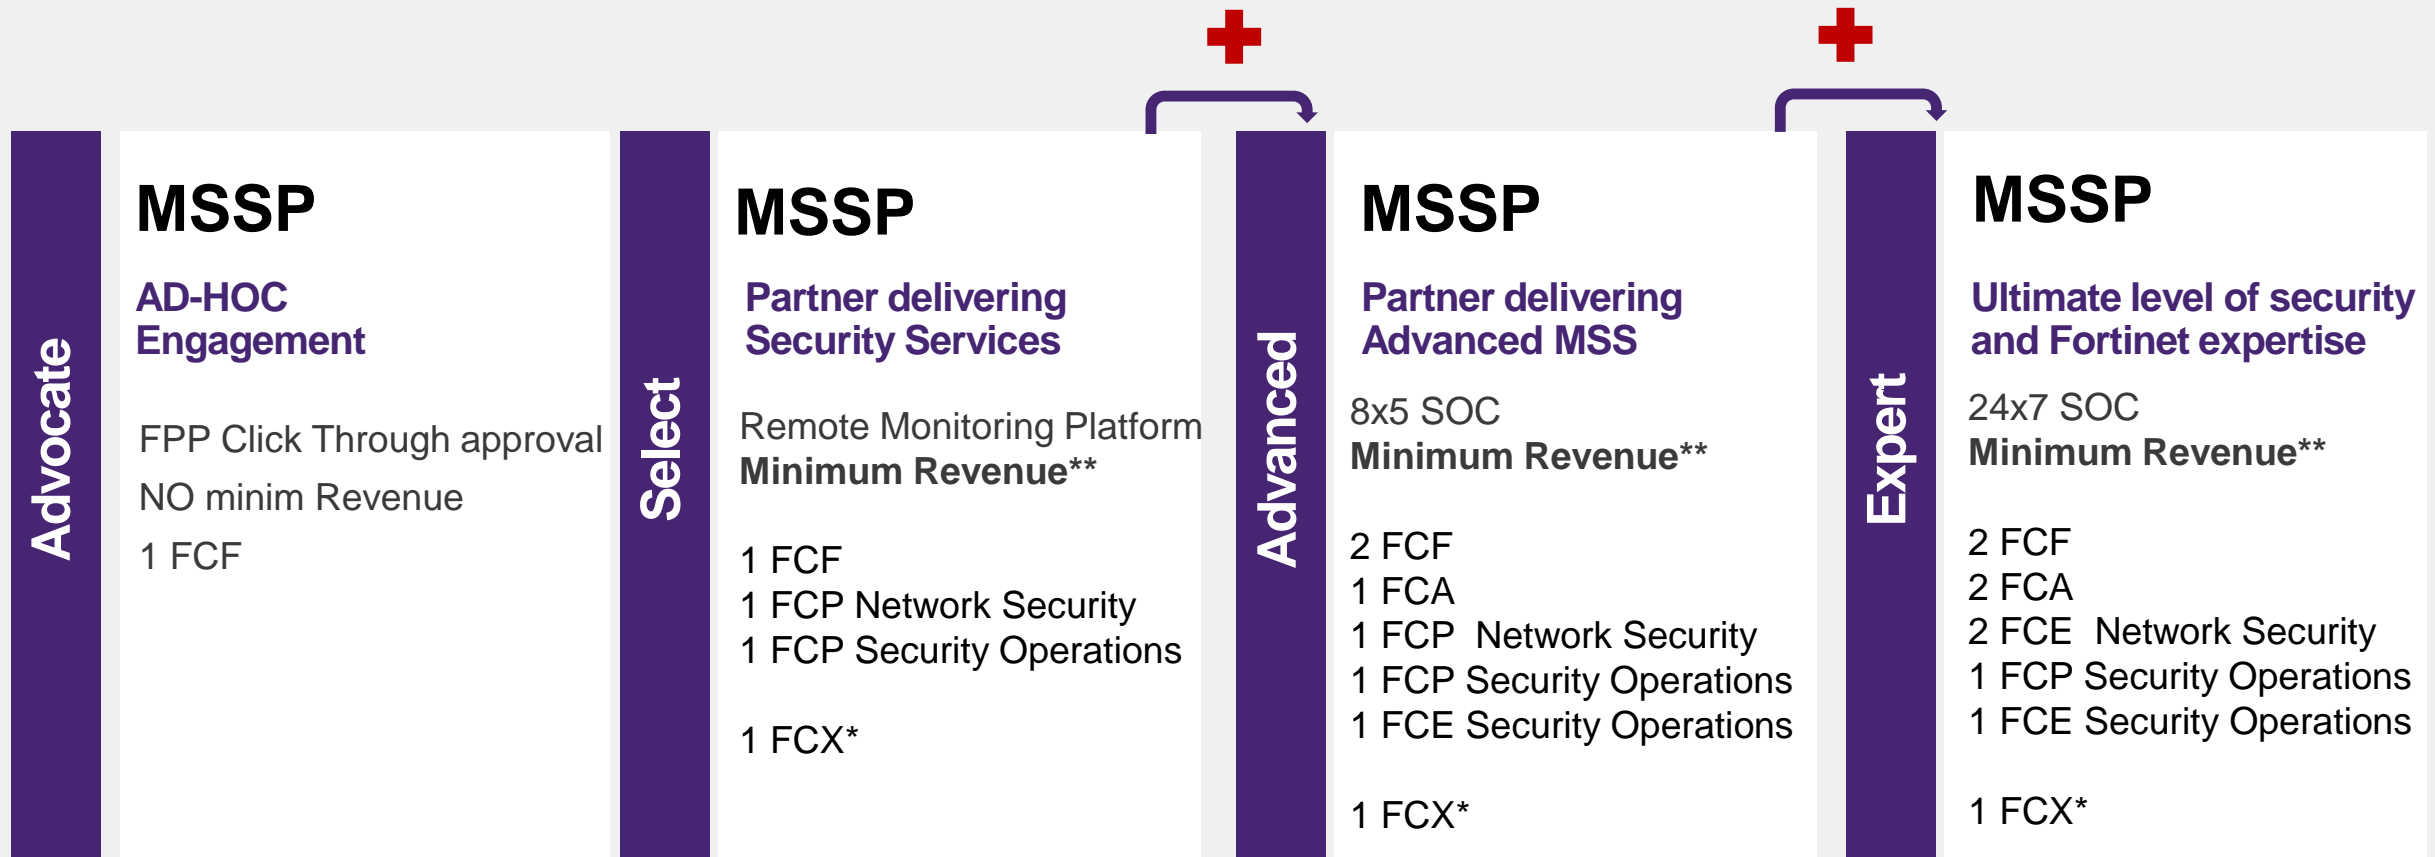 Advocate
MSSP
AD-HOC
Engagement
FPP Click Through approval
NO minim Revenue
1 FCF
Select
MSSP
Partner delivering
Security Services
Remote Monitoring Platform
Minimum Revenue**
1 FCF
1 FCP Network Security
1 FCP Security Operations
1 FCX*
Advanced
MSSP
Partner delivering
Advanced MSS
8x5 SOC
Minimum Revenue**
2 FCF
1 FCA
1 FCP  Network Security
1 FCP Security Operations
1 FCE Security Operations
1 FCX*
Expert
MSSP
Ultimate level of security
and Fortinet expertise
24x7 SOC
Minimum Revenue**
2 FCF
2 FCA
2 FCE  Network Security
1 FCP Security Operations
1 FCE Security Operations
1 FCX*